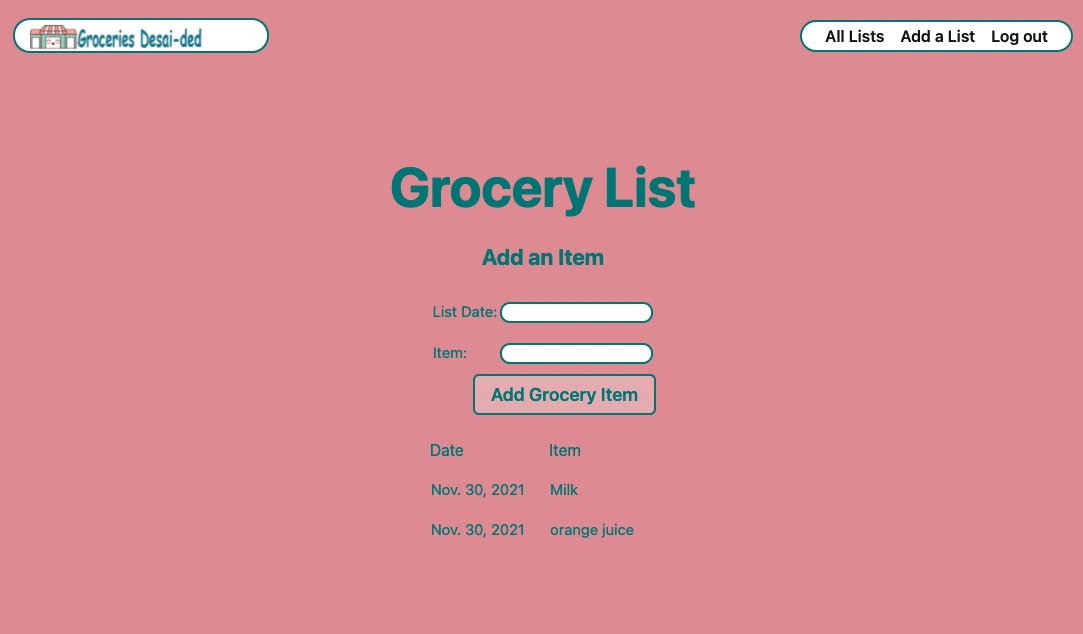 Groceries Desai-ded
All Lists Add a List Log out
Grocery List
Add an Item
List Date:
Item:
Add Grocery Item
Date Item
Nov. 30, 2021 Milk
Nov. 30, 2021 orange juice